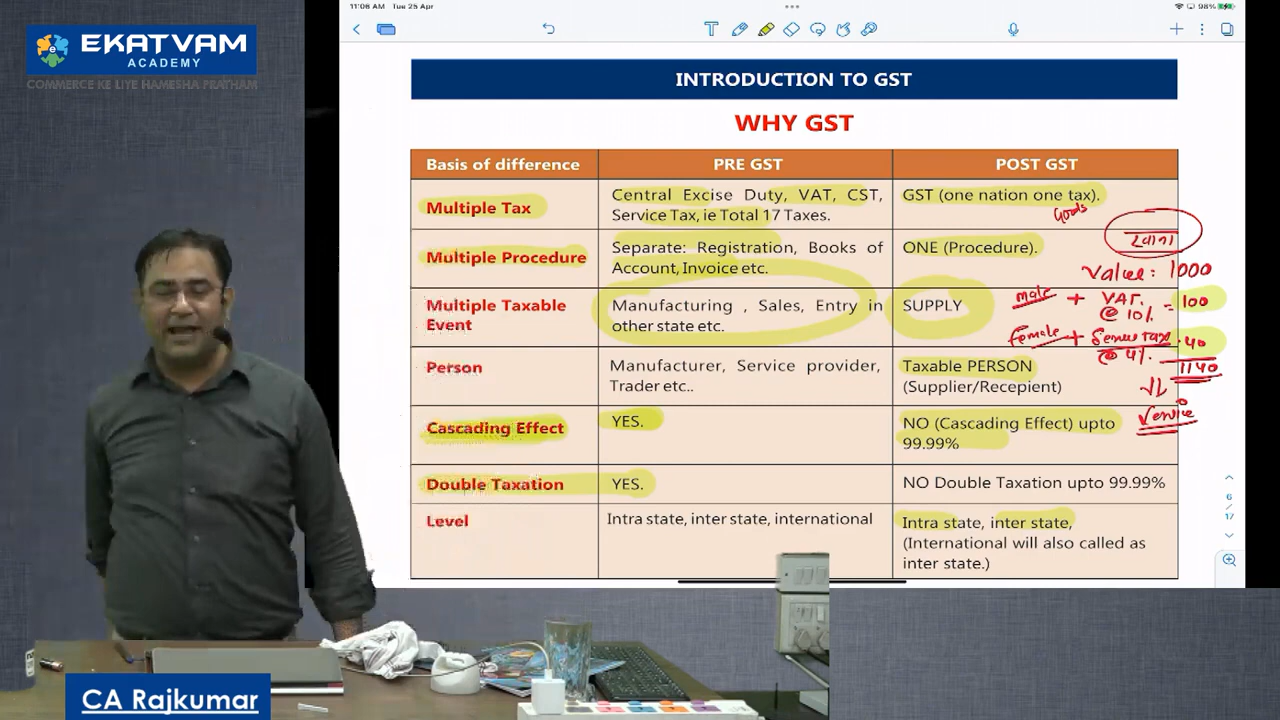 11:06 AM Tue 25 Apr
98%
EKATVAM
ACADEMY
COMMERCE KE LIYE HAMESHA PRATHAM
INTRODUCTION TO GST
WHY GST
Basis of difference PRE GST POST GST
Multiple Tax
Central Excise Duty, VAT, CST,
Service Tax, ie Total 17 Taxes.
GST (one nation one tax).
Goods
Multiple Procedure
Separate: Registration, Books of
Account, Invoice etc.
ONE (Procedure).
Value: 1000
Multiple Taxable
Event
Manufacturing , Sales, Entry in
other state etc.
SUPPLY
male + VAT. = 100
@ 10%
Female + Service Tax 40
@ 4%.
1140
Person
Manufacturer, Service provider,
Trader etc..
Taxable PERSON
(Supplier/Recepient)
Cascading Effect
YES.
NO (Cascading Effect) upto
99.99%
Double Taxation
YES.
NO Double Taxation upto 99.99%
Level
Intra state, inter state, international
Intra state, inter state,
(International will also called as
inter state.)
6
17
CA Rajkumar